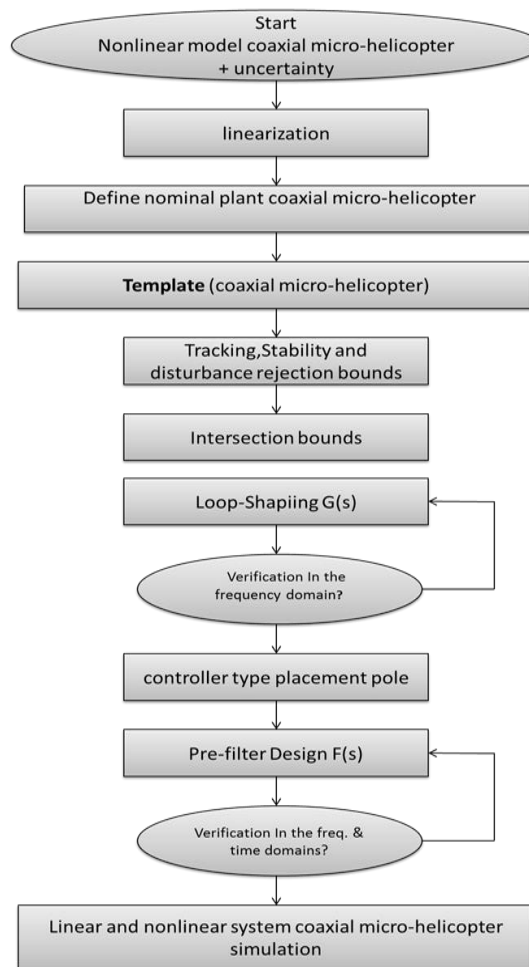 Start
Nonlinear model coaxial micro-helicopter
+ uncertainty
linearization
Define nominal plant coaxial micro-helicopter
Template (coaxial micro-helicopter)
Tracking,Stability and
disturbance rejection bounds
Intersection bounds
Loop-Shapiing G(s)
Verification In the
frequency domain?
controller type placement pole
Pre-filter Design F(s)
Verification In the freq. &
time domains?
Linear and nonlinear system coaxial micro-helicopter
simulation